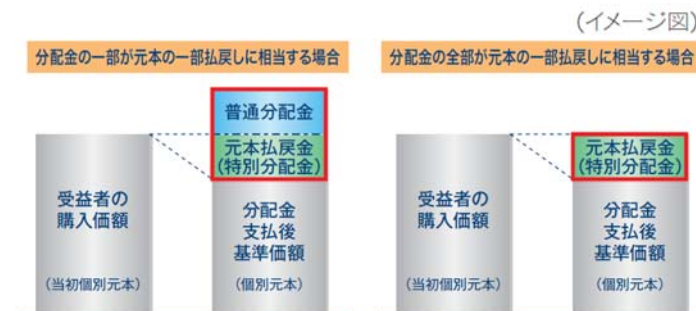 (イメージ図)
分配金の一部が元本の一部払戻しに相当する場合
普通分配金
元本払戻金
(特別分配金)
受益者の
購入価額
(当初個別元本)
分配金
支払後
基準価額
(個別元本)
分配金の全部が元本の一部払戻しに相当する場合
元本払戻金
(特別分配金)
受益者の
購入価額
(当初個別元本)
分配金
支払後
基準価額
(個別元本)